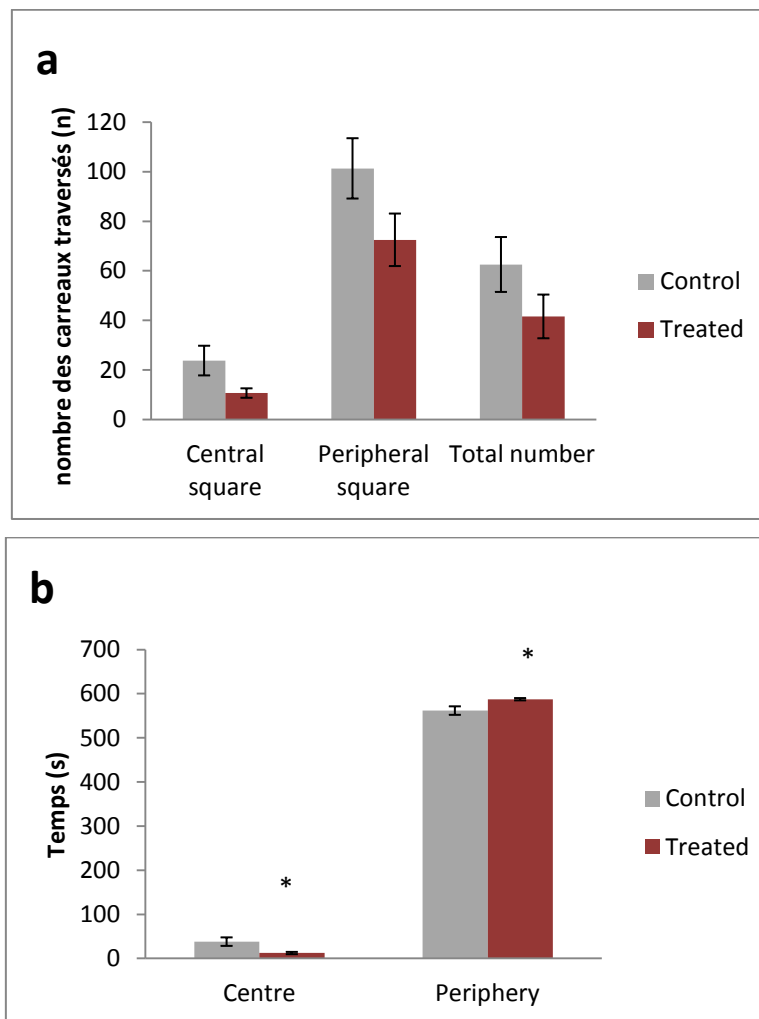 a
nombre des carreaux traversés (n)
120
100
80
60
40
20
0
Central
square
Peripheral
square
Total number
Control
Treated
b
Temps (s)
700
600
500
400
300
200
100
0
*
*
Centre
Periphery
Control
Treated